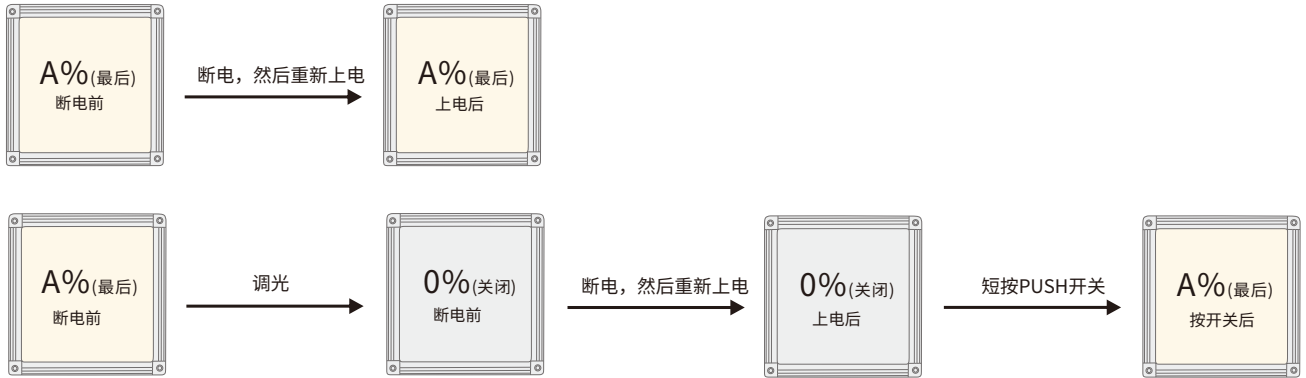 A%(最后)
断电前
断电，然后重新上电
A%(最后)
上电后
A%(最后)
断电前
调光
0%(关闭)
断电前
断电，然后重新上电
0%(关闭)
上电后
短按PUSH开关
A%(最后)
按开关后